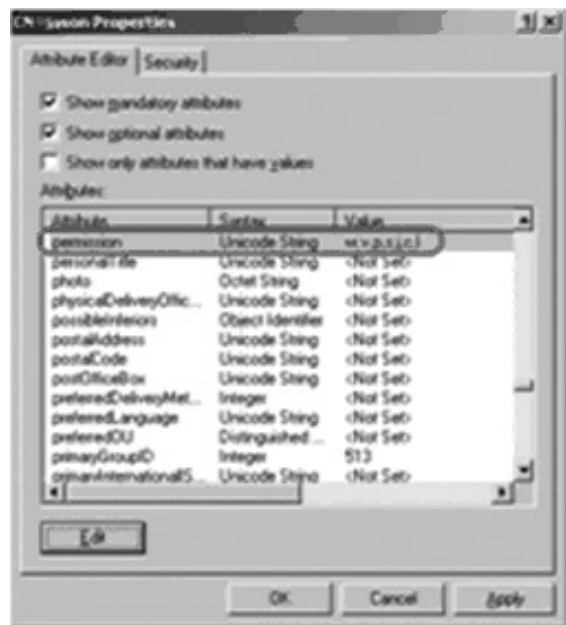 Properties
Attribute Editor Security
Show mandatory attributes
Show optional attributes
Show only attributes that have values
Attributes:
Attribute Syntax Value
permission Unicode String
personalTitle Unicode String <Not Set>
photo Octet String <Not Set>
physicalDeliveryOffic... Unicode String <Not Set>
possibleInferiors Object Identifier <Not Set>
postalAddress Unicode String <Not Set>
postalCode Unicode String <Not Set>
postOfficeBox Unicode String <Not Set>
preferredDeliveryMet... Integer <Not Set>
preferredLanguage Unicode String <Not Set>
preferredOU Distinguished ... <Not Set>
primaryGroupID Integer 513
primaryInternationalIS... Unicode String <Not Set>
Edit
OK Cancel Apply